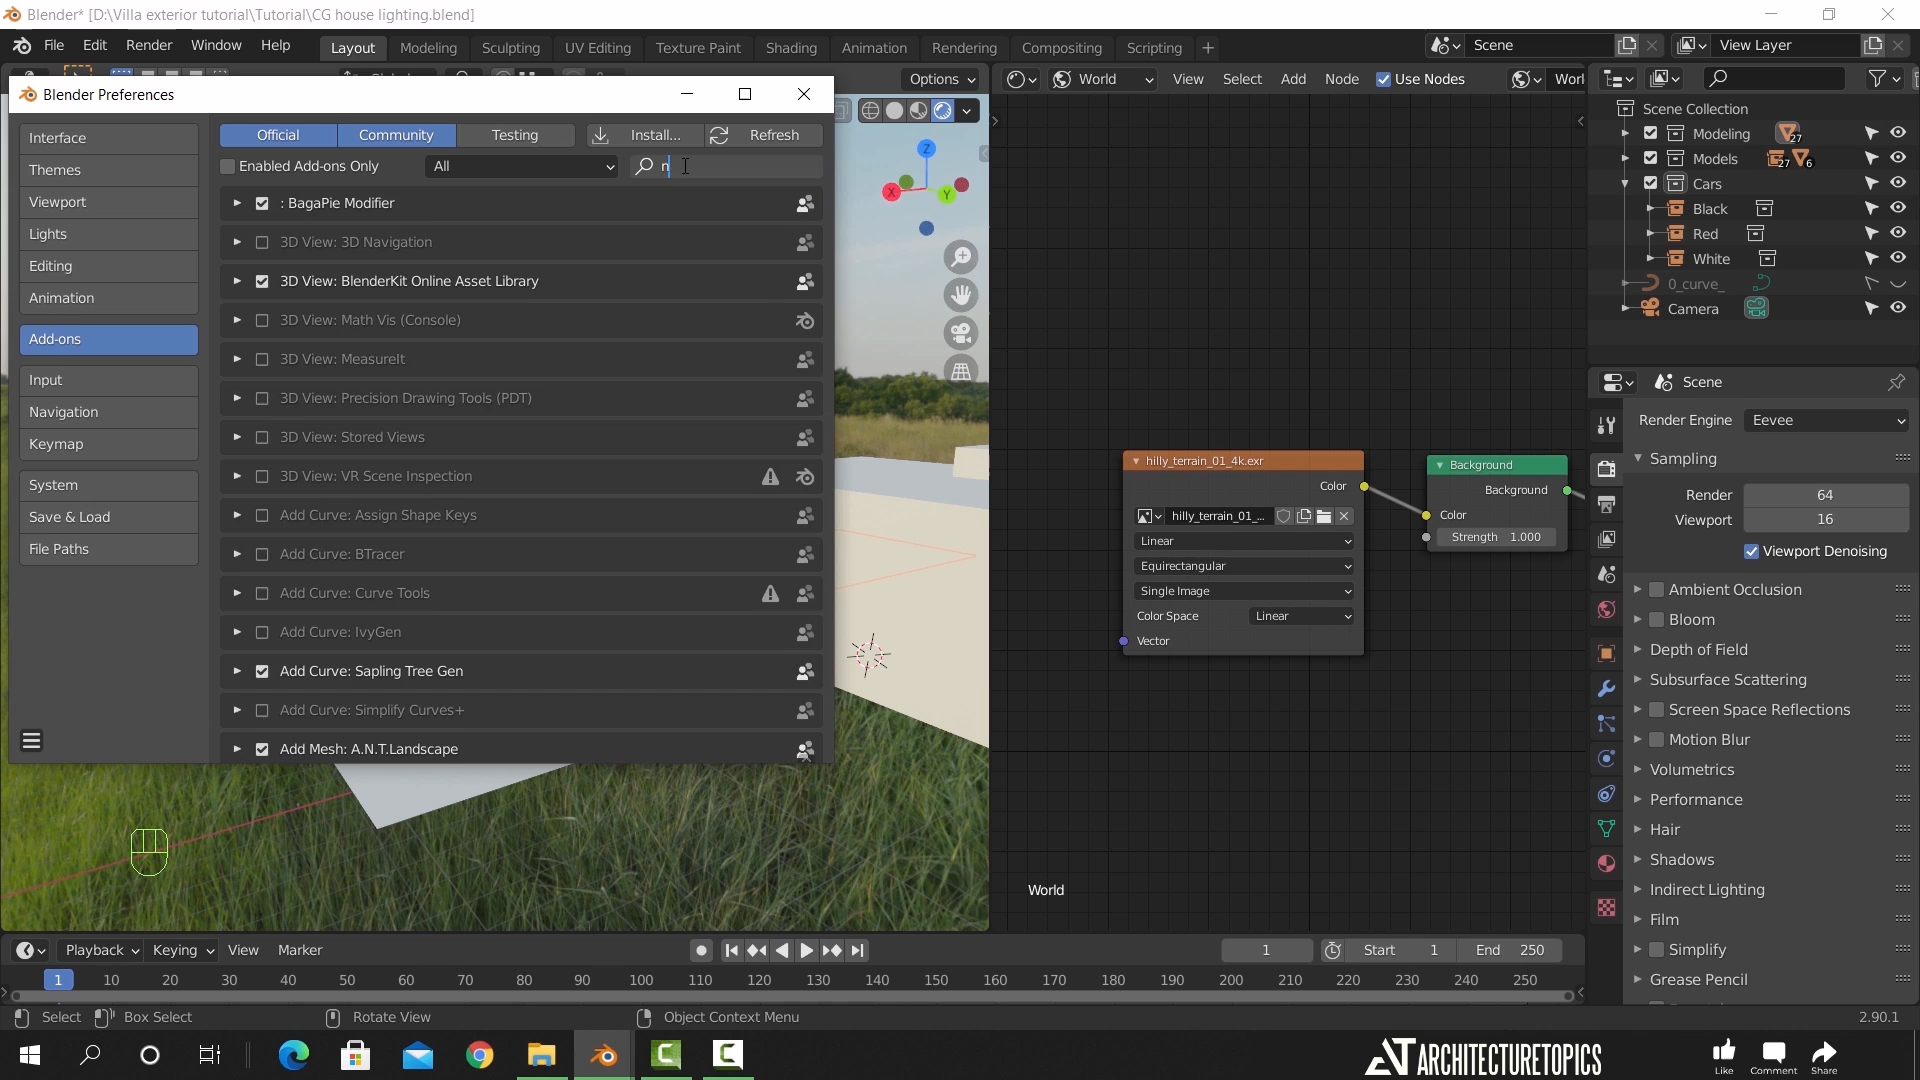 Blender* [D:\Villa exterior tutorial\Tutorial\CG house lighting.blend]
File Edit Render Window Help Layout Modeling Sculpting UV Editing Texture Paint Shading Animation Rendering Compositing Scripting + Scene View Layer
Options World View Select Add Node Use Nodes Worl
Blender Preferences
Interface
Themes
Viewport
Lights
Editing
Animation
Add-ons
Input
Navigation
Keymap
System
Save & Load
File Paths
Official Community Testing Install... Refresh
Enabled Add-ons Only All n
: BagaPie Modifier
3D View: 3D Navigation
3D View: BlenderKit Online Asset Library
3D View: Math Vis (Console)
3D View: MeasureIt
3D View: Precision Drawing Tools (PDT)
3D View: Stored Views
3D View: VR Scene Inspection
Add Curve: Assign Shape Keys
Add Curve: BTracer
Add Curve: Curve Tools
Add Curve: IvyGen
Add Curve: Sapling Tree Gen
Add Curve: Simplify Curves+
Add Mesh: A.N.T.Landscape
Z
X
Y
hilly_terrain_01_4k.exr
Color
hilly_terrain_01_...
Linear
Equirectangular
Single Image
Color Space Linear
Vector
Background
Background
Color
Strength 1.000
World
Scene Collection
Modeling 27
Models 27 6
Cars
Black
Red
White
0_curve_
Camera
Scene
Render Engine Eevee
Sampling
Render 64
Viewport 16
Viewport Denoising
Ambient Occlusion
Bloom
Depth of Field
Subsurface Scattering
Screen Space Reflections
Motion Blur
Volumetrics
Performance
Hair
Shadows
Indirect Lighting
Film
Simplify
Grease Pencil
Playback Keying View Marker 1 Start 1 End 250
1 10 20 30 40 50 60 70 80 90 100 110 120 130 140 150 160 170 180 190 200 210 220 230 240 250
Select Box Select Rotate View Object Context Menu 2.90.1
AT ARCHITECTURETOPICS
Like Comment Share